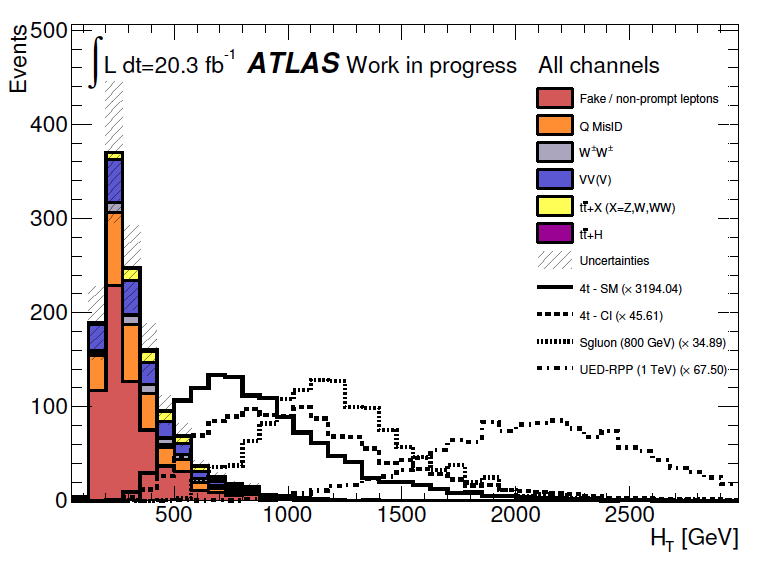 ∫L dt=20.3 fb⁻¹ ATLAS Work in progress All channels
Events
500
400
300
200
100
0
Fake / non-prompt leptons
Q MisID
W±W±
VV(V)
tt̄+X (X=Z,W,WW)
tt̄+H
Uncertainties
4t - SM (× 3194.04)
4t - CI (× 45.61)
Sgluon (800 GeV) (× 34.89)
UED-RPP (1 TeV) (× 67.50)
500 1000 1500 2000 2500
H_T [GeV]